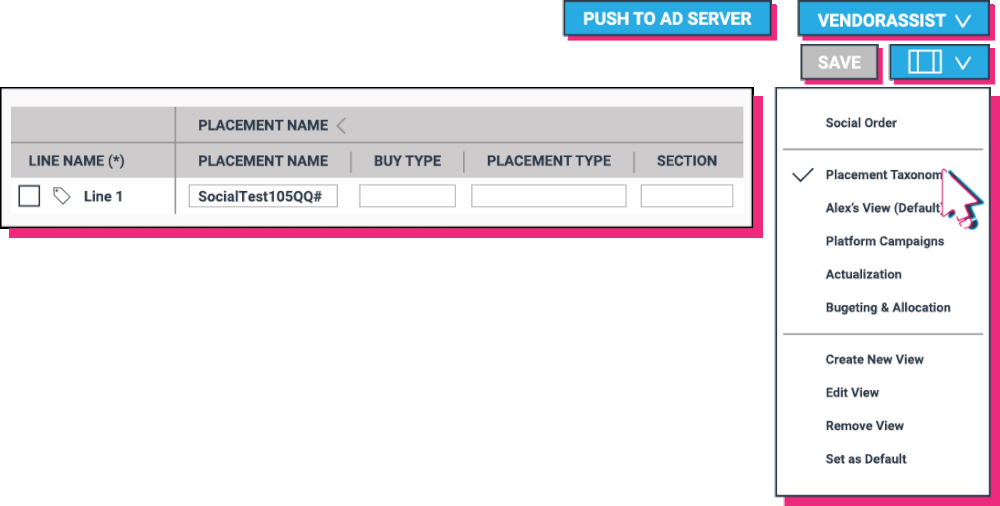 PUSH TO AD SERVER
VENDORASSIST
SAVE
PLACEMENT NAME
LINE NAME (*) PLACEMENT NAME BUY TYPE PLACEMENT TYPE SECTION
Line 1 SocialTest105QQ#
Social Order
Placement Taxonom
Alex's View (Default)
Platform Campaigns
Actualization
Bugeting & Allocation
Create New View
Edit View
Remove View
Set as Default